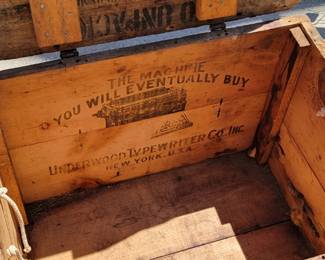 O UNPACK
THE MACHINE
YOU WILL EVENTUALLY BUY
UNDERWOOD TYPEWRITER CO. INC.
NEW YORK. U.S.A.